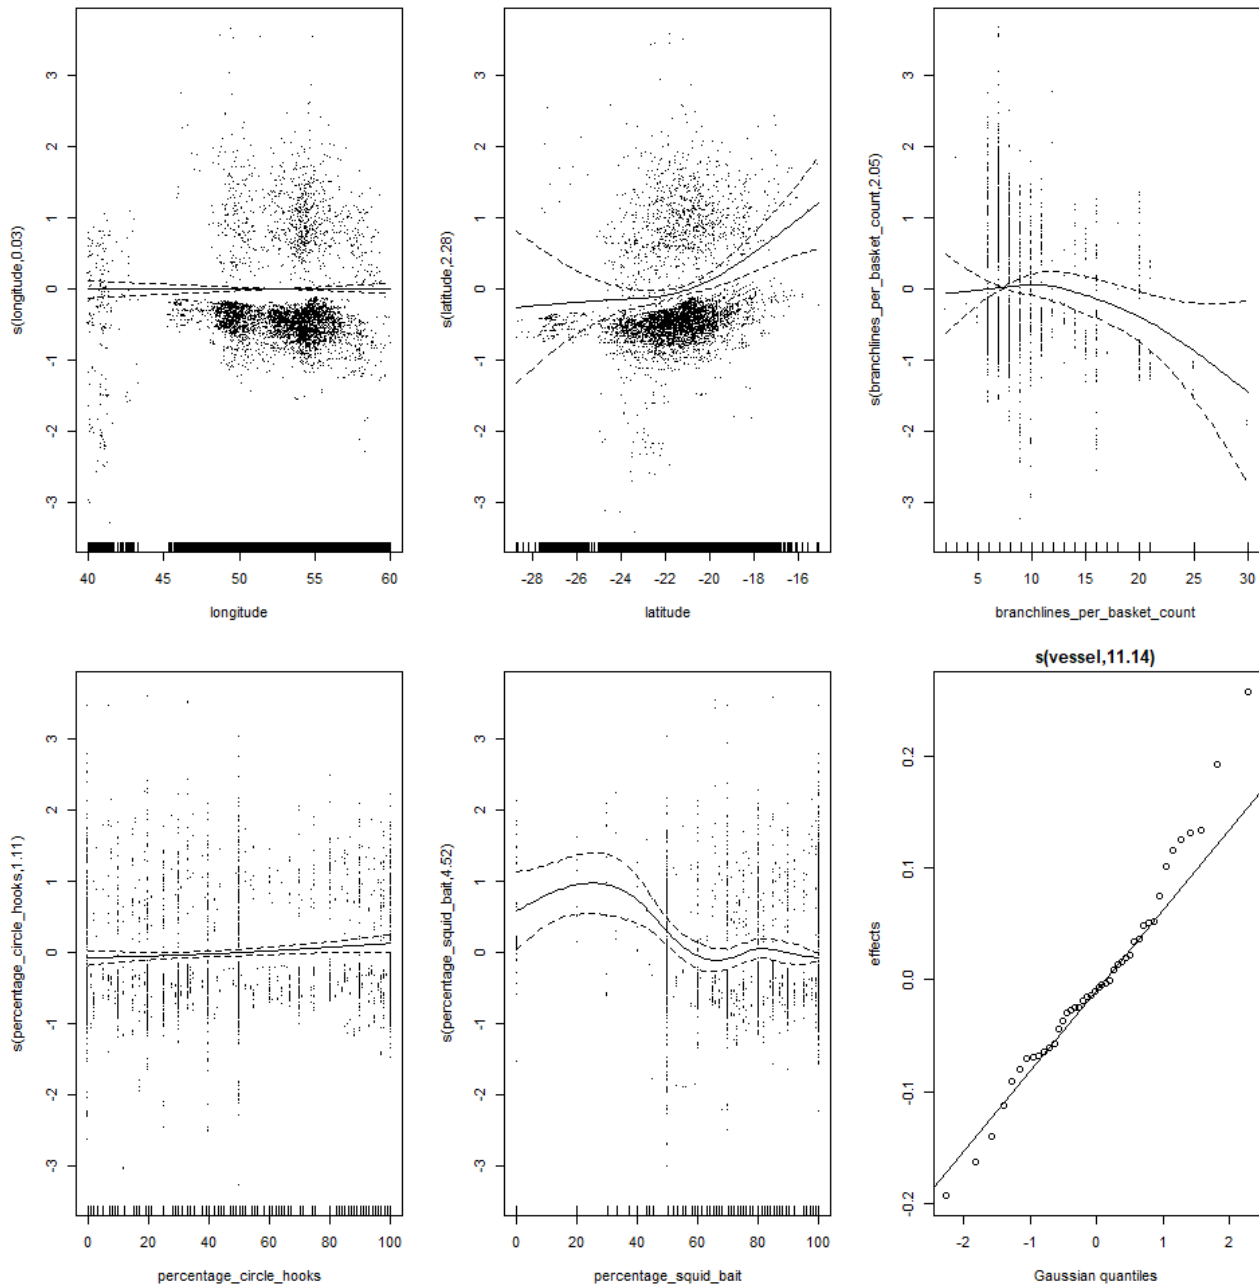 s(longitude,0.03)
3
2
1
0
-1
-2
-3
40 45 50 55 60
longitude
s(latitude,2.28)
3
2
1
0
-1
-2
-3
-28 -26 -24 -22 -20 -18 -16
latitude
s(branchlines_per_basket_count,2.05)
3
2
1
0
-1
-2
-3
5 10 15 20 25 30
branchlines_per_basket_count
s(percentage_circle_hooks,1.11)
3
2
1
0
-1
-2
-3
0 20 40 60 80 100
percentage_circle_hooks
s(percentage_squid_bait,4.52)
3
2
1
0
-1
-2
-3
0 20 40 60 80 100
percentage_squid_bait
s(vessel,11.14)
effects
0.2
0.1
0.0
-0.1
-0.2
-2 -1 0 1 2
Gaussian quantiles